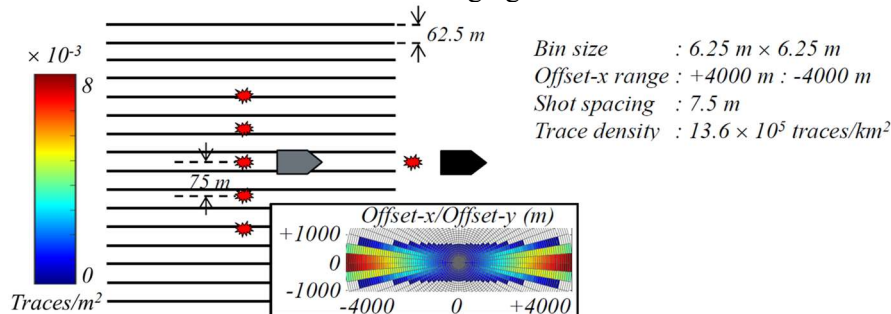 × 10⁻³
8
0
Traces/m²
62.5 m
75 m
Bin size : 6.25 m × 6.25 m
Offset-x range : +4000 m : -4000 m
Shot spacing : 7.5 m
Trace density : 13.6 × 10⁵ traces/km²
Offset-x/Offset-y (m)
+1000
0
-1000
-4000 0 +4000